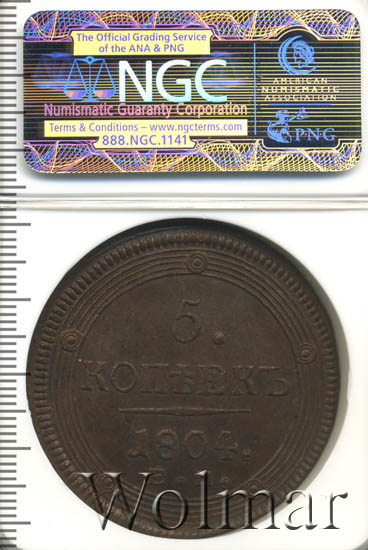 The Official Grading Service
of the ANA & PNG
NGC
Numismatic Guaranty Corporation
Terms & Conditions – www.ngcterms.com
888.NGC.1141
AMERICAN
NUMISMATIC
ASSOCIATION
PNG
5.
КОПѢЕКЪ
1804.
Wolmar